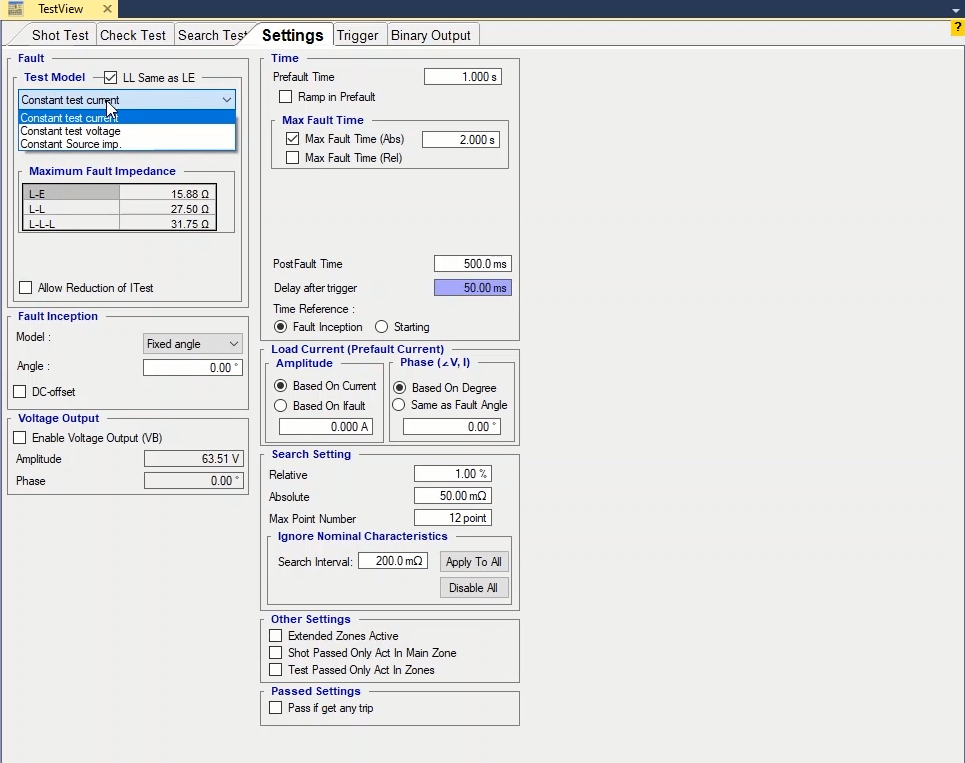 TestView
?
Shot Test Check Test Search Test Settings Trigger Binary Output
Fault
Test Model LL Same as LE
Constant test current
Constant test current
Constant test voltage
Constant Source imp.
Maximum Fault Impedance
L-E 15.88 Ω
L-L 27.50 Ω
L-L-L 31.75 Ω
Allow Reduction of ITest
Fault Inception
Model : Fixed angle
Angle : 0.00 °
DC-offset
Voltage Output
Enable Voltage Output (VB)
Amplitude 63.51 V
Phase 0.00 °
Time
Prefault Time 1.000 s
Ramp in Prefault
Max Fault Time
Max Fault Time (Abs) 2.000 s
Max Fault Time (Rel)
PostFault Time 500.0 ms
Delay after trigger 50.00 ms
Time Reference :
Fault Inception Starting
Load Current (Prefault Current)
Amplitude
Based On Current
Based On Ifault
0.000 A
Phase (∠V, I)
Based On Degree
Same as Fault Angle
0.00 °
Search Setting
Relative 1.00 %
Absolute 50.00 mΩ
Max Point Number 12 point
Ignore Nominal Characteristics
Search Interval: 200.0 mΩ Apply To All
Disable All
Other Settings
Extended Zones Active
Shot Passed Only Act In Main Zone
Test Passed Only Act In Zones
Passed Settings
Pass if get any trip